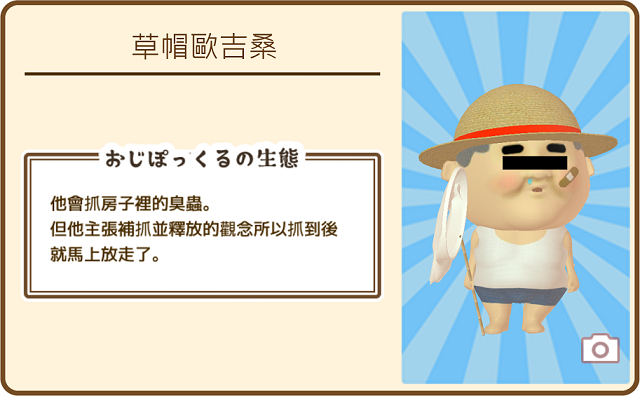 草帽歐吉桑
おじぽっくるの生態
他會抓房子裡的臭蟲。
但他主張補抓並釋放的觀念所以抓到後
就馬上放走了。